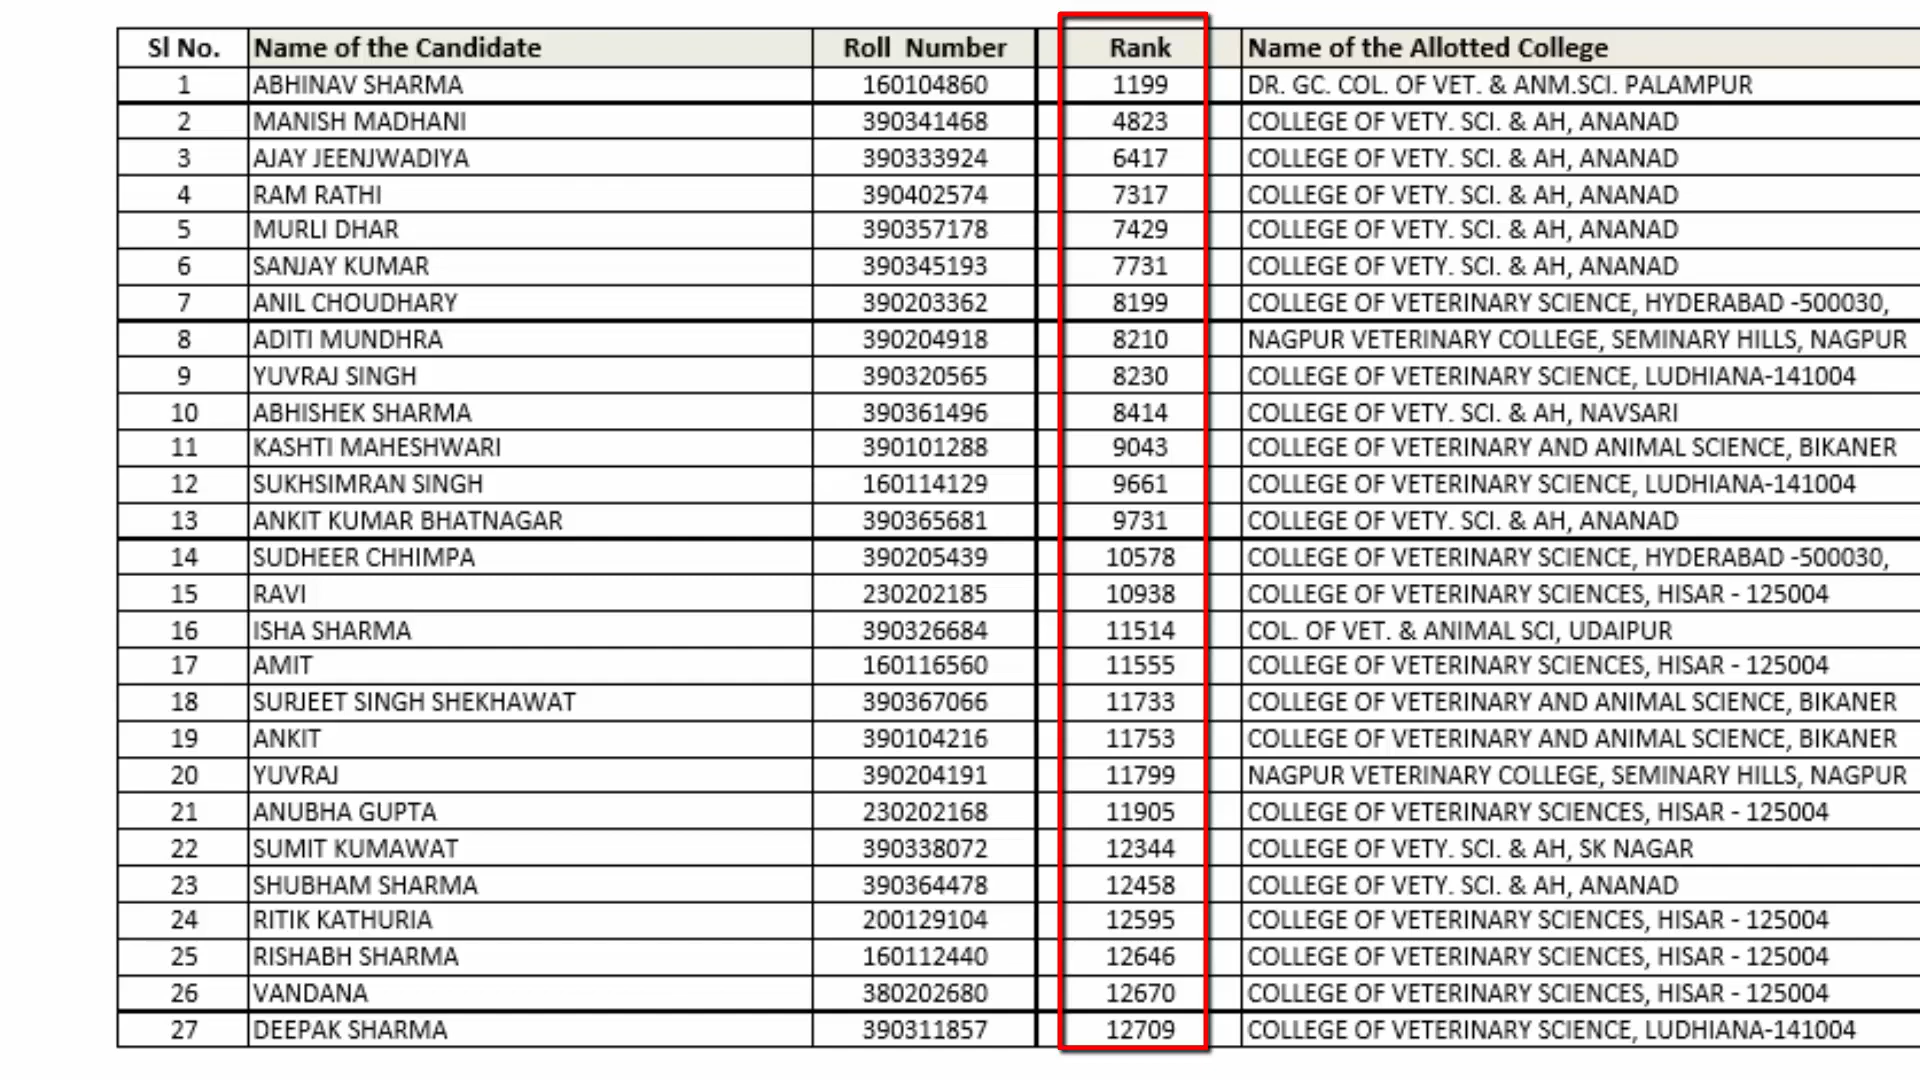 Sl No. Name of the Candidate Roll Number Rank Name of the Allotted College
1 ABHINAV SHARMA 160104860 1199 DR. GC. COL. OF VET. & ANM.SCI. PALAMPUR
2 MANISH MADHANI 390341468 4823 COLLEGE OF VETY. SCI. & AH, ANANAD
3 AJAY JEENJWADIYA 390333924 6417 COLLEGE OF VETY. SCI. & AH, ANANAD
4 RAM RATHI 390402574 7317 COLLEGE OF VETY. SCI. & AH, ANANAD
5 MURLI DHAR 390357178 7429 COLLEGE OF VETY. SCI. & AH, ANANAD
6 SANJAY KUMAR 390345193 7731 COLLEGE OF VETY. SCI. & AH, ANANAD
7 ANIL CHOUDHARY 390203362 8199 COLLEGE OF VETERINARY SCIENCE, HYDERABAD -500030,
8 ADITI MUNDHRA 390204918 8210 NAGPUR VETERINARY COLLEGE, SEMINARY HILLS, NAGPUR
9 YUVRAJ SINGH 390320565 8230 COLLEGE OF VETERINARY SCIENCE, LUDHIANA-141004
10 ABHISHEK SHARMA 390361496 8414 COLLEGE OF VETY. SCI. & AH, NAVSARI
11 KASHTI MAHESHWARI 390101288 9043 COLLEGE OF VETERINARY AND ANIMAL SCIENCE, BIKANER
12 SUKHSIMRAN SINGH 160114129 9661 COLLEGE OF VETERINARY SCIENCE, LUDHIANA-141004
13 ANKIT KUMAR BHATNAGAR 390365681 9731 COLLEGE OF VETY. SCI. & AH, ANANAD
14 SUDHEER CHHIMPA 390205439 10578 COLLEGE OF VETERINARY SCIENCE, HYDERABAD -500030,
15 RAVI 230202185 10938 COLLEGE OF VETERINARY SCIENCES, HISAR - 125004
16 ISHA SHARMA 390326684 11514 COL. OF VET. & ANIMAL SCI, UDAIPUR
17 AMIT 160116560 11555 COLLEGE OF VETERINARY SCIENCES, HISAR - 125004
18 SURJEET SINGH SHEKHAWAT 390367066 11733 COLLEGE OF VETERINARY AND ANIMAL SCIENCE, BIKANER
19 ANKIT 390104216 11753 COLLEGE OF VETERINARY AND ANIMAL SCIENCE, BIKANER
20 YUVRAJ 390204191 11799 NAGPUR VETERINARY COLLEGE, SEMINARY HILLS, NAGPUR
21 ANUBHA GUPTA 230202168 11905 COLLEGE OF VETERINARY SCIENCES, HISAR - 125004
22 SUMIT KUMAWAT 390338072 12344 COLLEGE OF VETY. SCI. & AH, SK NAGAR
23 SHUBHAM SHARMA 390364478 12458 COLLEGE OF VETY. SCI. & AH, ANANAD
24 RITIK KATHURIA 200129104 12595 COLLEGE OF VETERINARY SCIENCES, HISAR - 125004
25 RISHABH SHARMA 160112440 12646 COLLEGE OF VETERINARY SCIENCES, HISAR - 125004
26 VANDANA 380202680 12670 COLLEGE OF VETERINARY SCIENCES, HISAR - 125004
27 DEEPAK SHARMA 390311857 12709 COLLEGE OF VETERINARY SCIENCE, LUDHIANA-141004